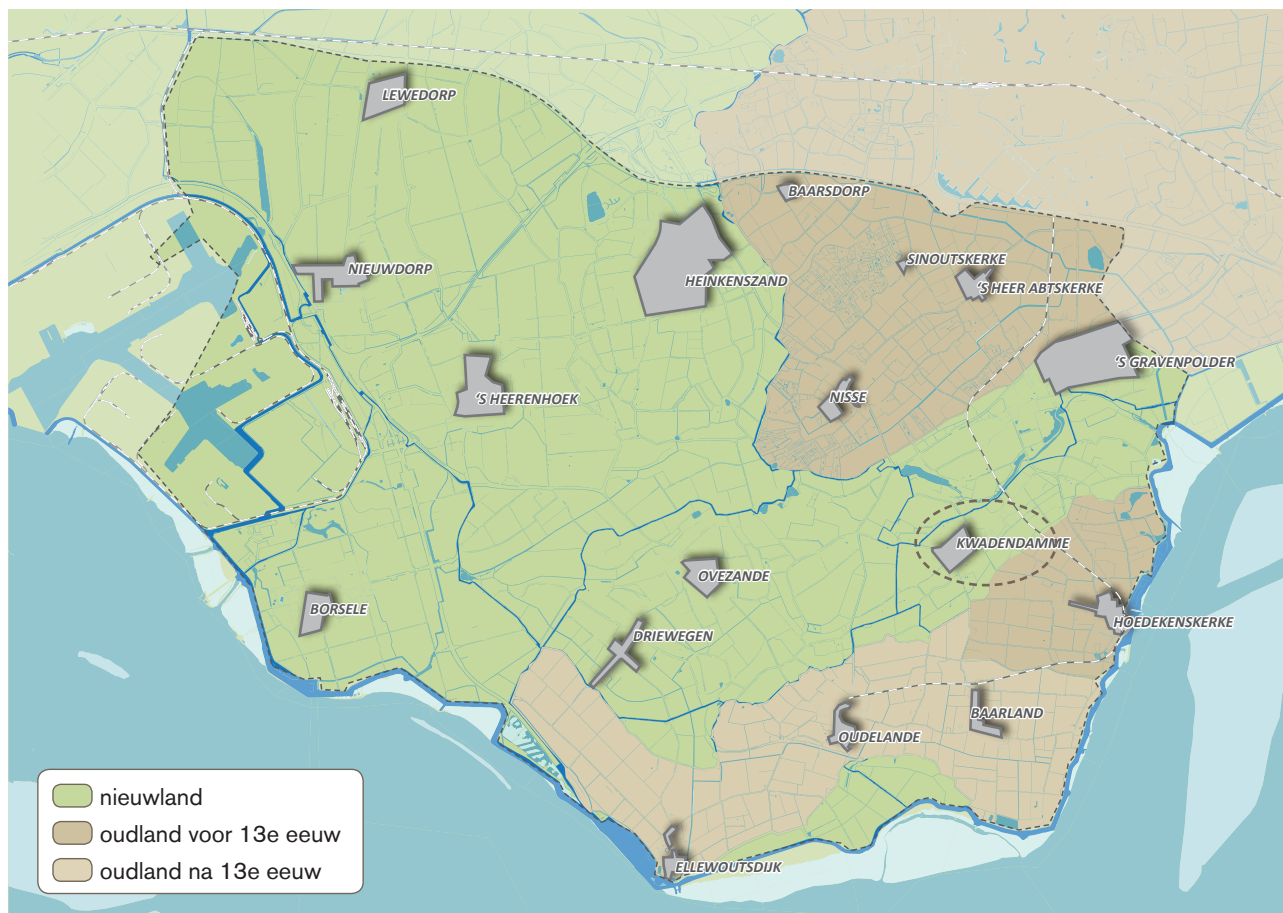 LEWEDORP
BAARSDORP
SINOUTSKERKE
NIEUWDORP
HEINKENSZAND
'S HEER ABTSKERKE
'S GRAVENPOLDER
'S HEERENHOEK
NISSE
KWADENDAMME
OVEZANDE
BORSELE
HOEDEKENSKERKE
DRIEWEGEN
BAARLAND
OUDELANDE
ELLEWOUTSDIJK
nieuwland
oudland voor 13e eeuw
oudland na 13e eeuw